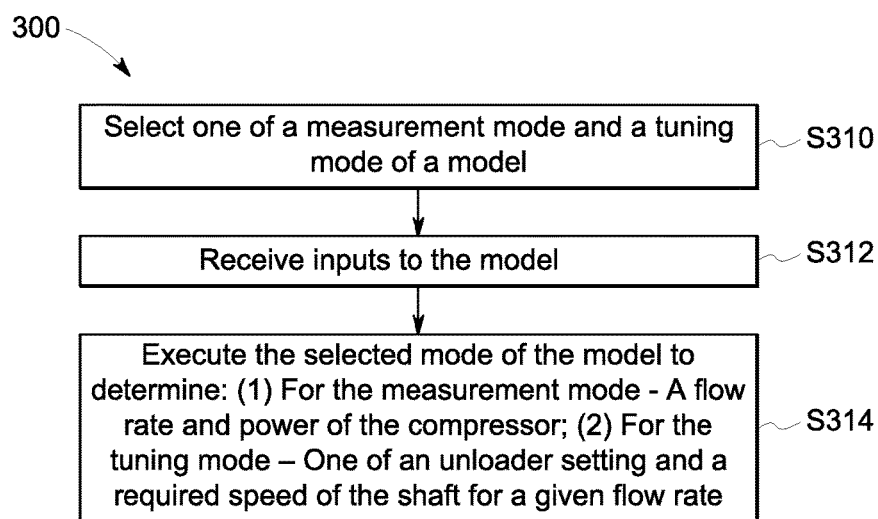 300
Select one of a measurement mode and a tuning
mode of a model
S310
Receive inputs to the model
S312
Execute the selected mode of the model to
determine: (1) For the measurement mode - A flow
rate and power of the compressor; (2) For the
tuning mode – One of an unloader setting and a
required speed of the shaft for a given flow rate
S314